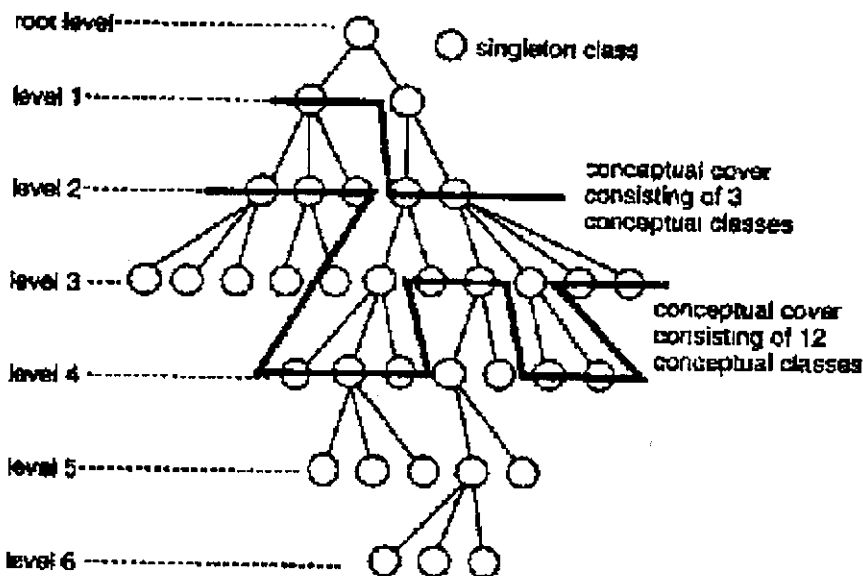 root level
singleton class
level 1
level 2
conceptual cover
consisting of 3
conceptual classes
level 3
conceptual cover
consisting of 12
conceptual classes
level 4
level 5
level 6